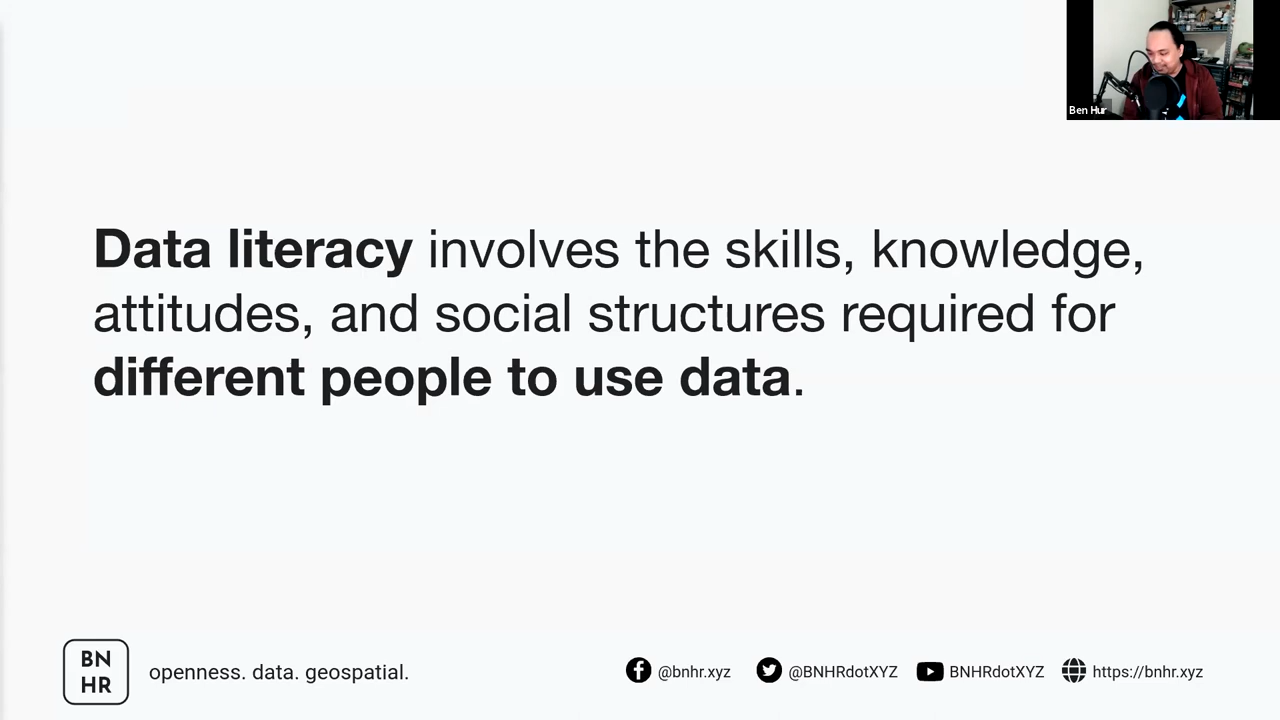 Ben Hur
Data literacy involves the skills, knowledge,
attitudes, and social structures required for
different people to use data.
BN
HR
openness. data. geospatial.
@bnhr.xyz
@BNHRdotXYZ
BNHRdotXYZ
https://bnhr.xyz